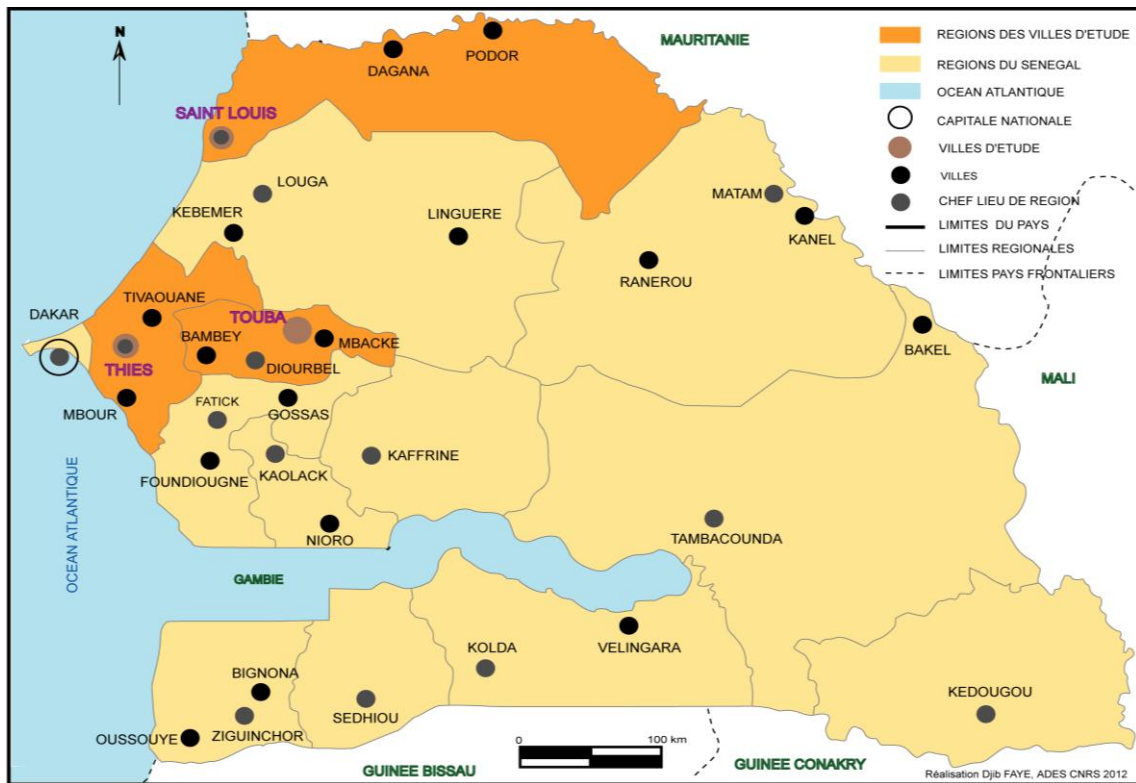 N
MAURITANIE
PODOR
DAGANA
SAINT LOUIS
LOUGA
KEBEMER
LINGUERE
MATAM
KANEL
RANEROU
TIVAOUANE
DAKAR
TOUBA
BAMBEY
MBACKE
BAKEL
THIES
DIOURBEL
MALI
MBOUR
FATICK
GOSSAS
KAFFRINE
FOUNDIOUGNE
KAOLACK
OCEAN ATLANTIQUE
NIORO
TAMBACOUNDA
GAMBIE
VELINGARA
KOLDA
BIGNONA
SEDHIOU
KEDOUGOU
OUSSOUYE
ZIGUINCHOR
0 100 km
GUINEE BISSAU
GUINEE CONAKRY
REGIONS DES VILLES D'ETUDE
REGIONS DU SENEGAL
OCEAN ATLANTIQUE
CAPITALE NATIONALE
VILLES D'ETUDE
VILLES
CHEF LIEU DE REGION
LIMITES DU PAYS
LIMITES REGIONALES
LIMITES PAYS FRONTALIERS
Réalisation Djib FAYE, ADES CNRS 2012